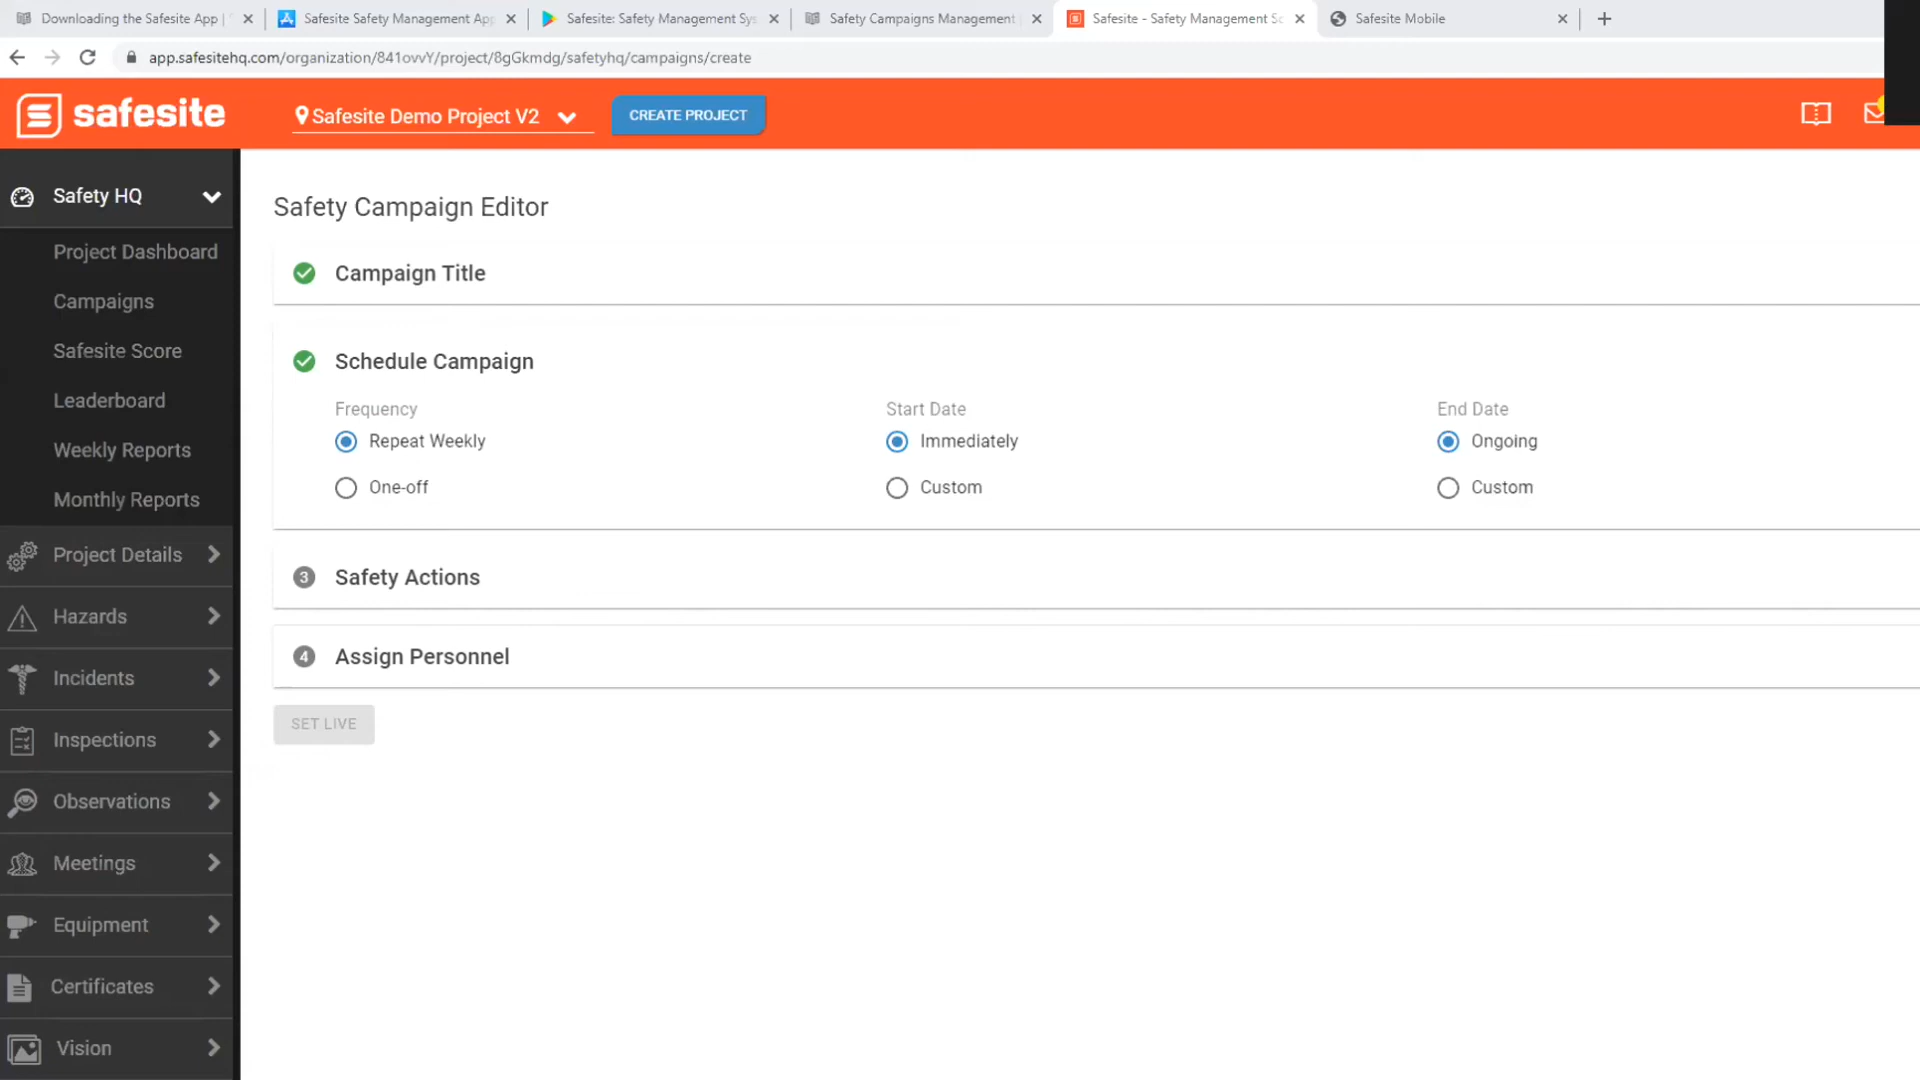 Downloading the Safesite App |
Safesite Safety Management App
Safesite: Safety Management Sys
Safety Campaigns Management
Safesite - Safety Management So
Safesite Mobile
app.safesitehq.com/organization/841ovvY/project/8gGkmdg/safetyhq/campaigns/create
safesite
Safesite Demo Project V2
CREATE PROJECT
Safety HQ
Project Dashboard
Campaigns
Safesite Score
Leaderboard
Weekly Reports
Monthly Reports
Project Details
Hazards
Incidents
Inspections
Observations
Meetings
Equipment
Certificates
Vision
Safety Campaign Editor
Campaign Title
Schedule Campaign
Frequency
Repeat Weekly
One-off
Start Date
Immediately
Custom
End Date
Ongoing
Custom
3 Safety Actions
4 Assign Personnel
SET LIVE